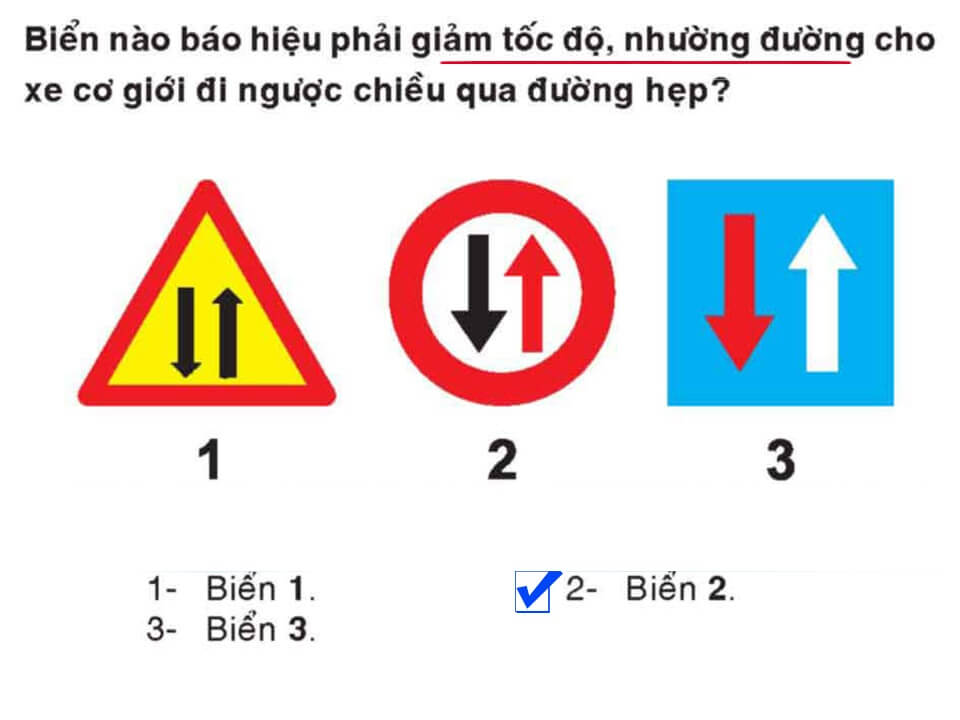 Biển nào báo hiệu phải giảm tốc độ, nhường đường cho
xe cơ giới đi ngược chiều qua đường hẹp?
1 2 3
1- Biển 1. 2- Biển 2.
3- Biển 3.